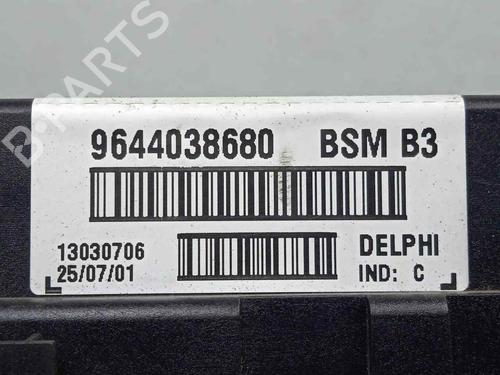 B-PARTS
9644038680 BSM B3
13030706 DELPHI
25/07/01 IND: C